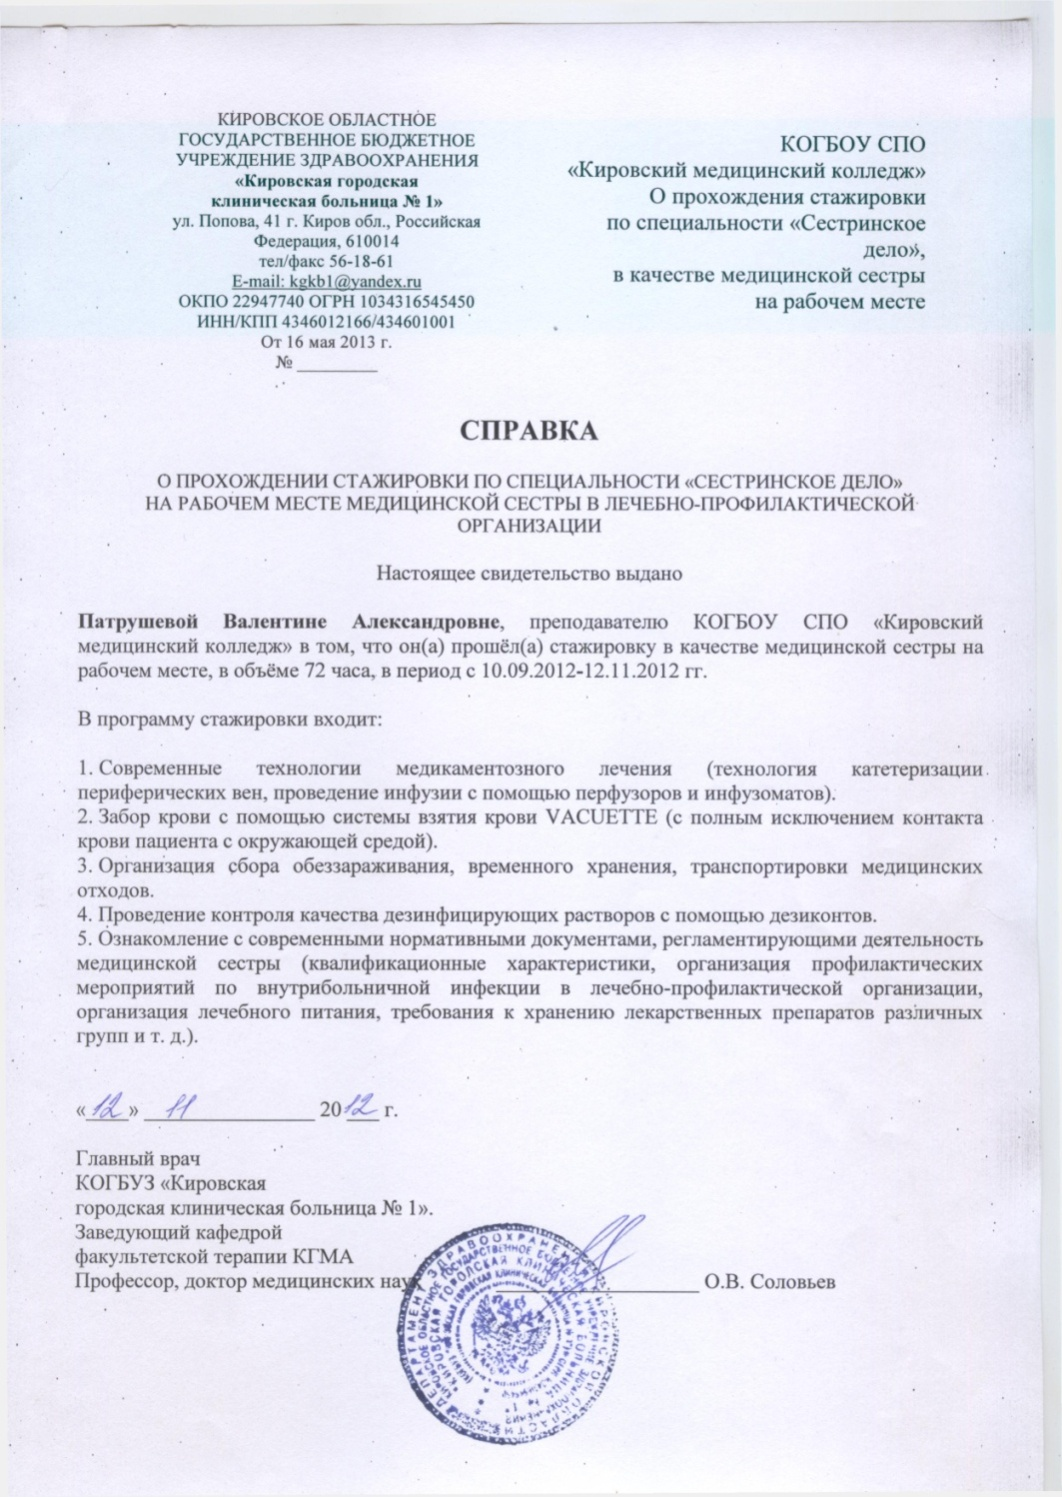 КИРОВСКОЕ ОБЛАСТНОЕ
ГОСУДАРСТВЕННОЕ БЮДЖЕТНОЕ
УЧРЕЖДЕНИЕ ЗДРАВООХРАНЕНИЯ
«Кировская городская
клиническая больница № 1»
ул. Попова, 41 г. Киров обл., Российская
Федерация, 610014
тел/факс 56-18-61
E-mail: kgkb1@yandex.ru
ОКПО 22947740 ОГРН 1034316545450
ИНН/КПП 4346012166/434601001
От 16 мая 2013 г.
№ ________
КОГБОУ СПО
«Кировский медицинский колледж»
О прохождения стажировки
по специальности «Сестринское
дело»,
в качестве медицинской сестры
на рабочем месте
СПРАВКА
О ПРОХОЖДЕНИИ СТАЖИРОВКИ ПО СПЕЦИАЛЬНОСТИ «СЕСТРИНСКОЕ ДЕЛО»
НА РАБОЧЕМ МЕСТЕ МЕДИЦИНСКОЙ СЕСТРЫ В ЛЕЧЕБНО-ПРОФИЛАКТИЧЕСКОЙ
ОРГАНИЗАЦИИ
Настоящее свидетельство выдано
Патрушевой Валентине Александровне, преподавателю КОГБОУ СПО «Кировский
медицинский колледж» в том, что он(а) прошёл(а) стажировку в качестве медицинской сестры на
рабочем месте, в объёме 72 часа, в период с 10.09.2012-12.11.2012 гг.
В программу стажировки входит:
1. Современные технологии медикаментозного лечения (технология катетеризации
периферических вен, проведение инфузии с помощью перфузоров и инфузоматов).
2. Забор крови с помощью системы взятия крови VACUETTE (с полным исключением контакта
крови пациента с окружающей средой).
3. Организация сбора обеззараживания, временного хранения, транспортировки медицинских
отходов.
4. Проведение контроля качества дезинфицирующих растворов с помощью дезиконтов.
5. Ознакомление с современными нормативными документами, регламентирующими деятельность
медицинской сестры (квалификационные характеристики, организация профилактических
мероприятий по внутрибольничной инфекции в лечебно-профилактической организации,
организация лечебного питания, требования к хранению лекарственных препаратов различных
групп и т. д.).
«12» 11 2012 г.
Главный врач
КОГБУЗ «Кировская
городская клиническая больница № 1».
Заведующий кафедрой
факультетской терапии КГМА
Профессор, доктор медицинских наук О.В. Соловьев
ДЕПАРТАМЕНТ ЗДРАВООХРАНЕНИЯ КИРОВСКОЙ ОБЛАСТИ